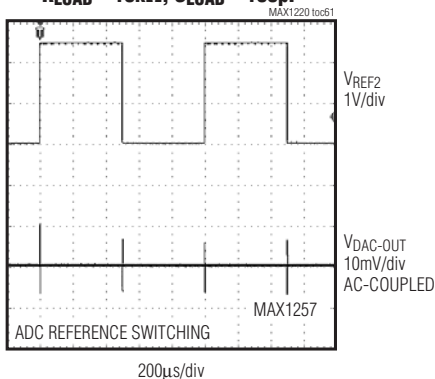 MAX1220 toc61
VREF2
1V/div
VDAC-OUT
10mV/div
AC-COUPLED
MAX1257
ADC REFERENCE SWITCHING
200µs/div